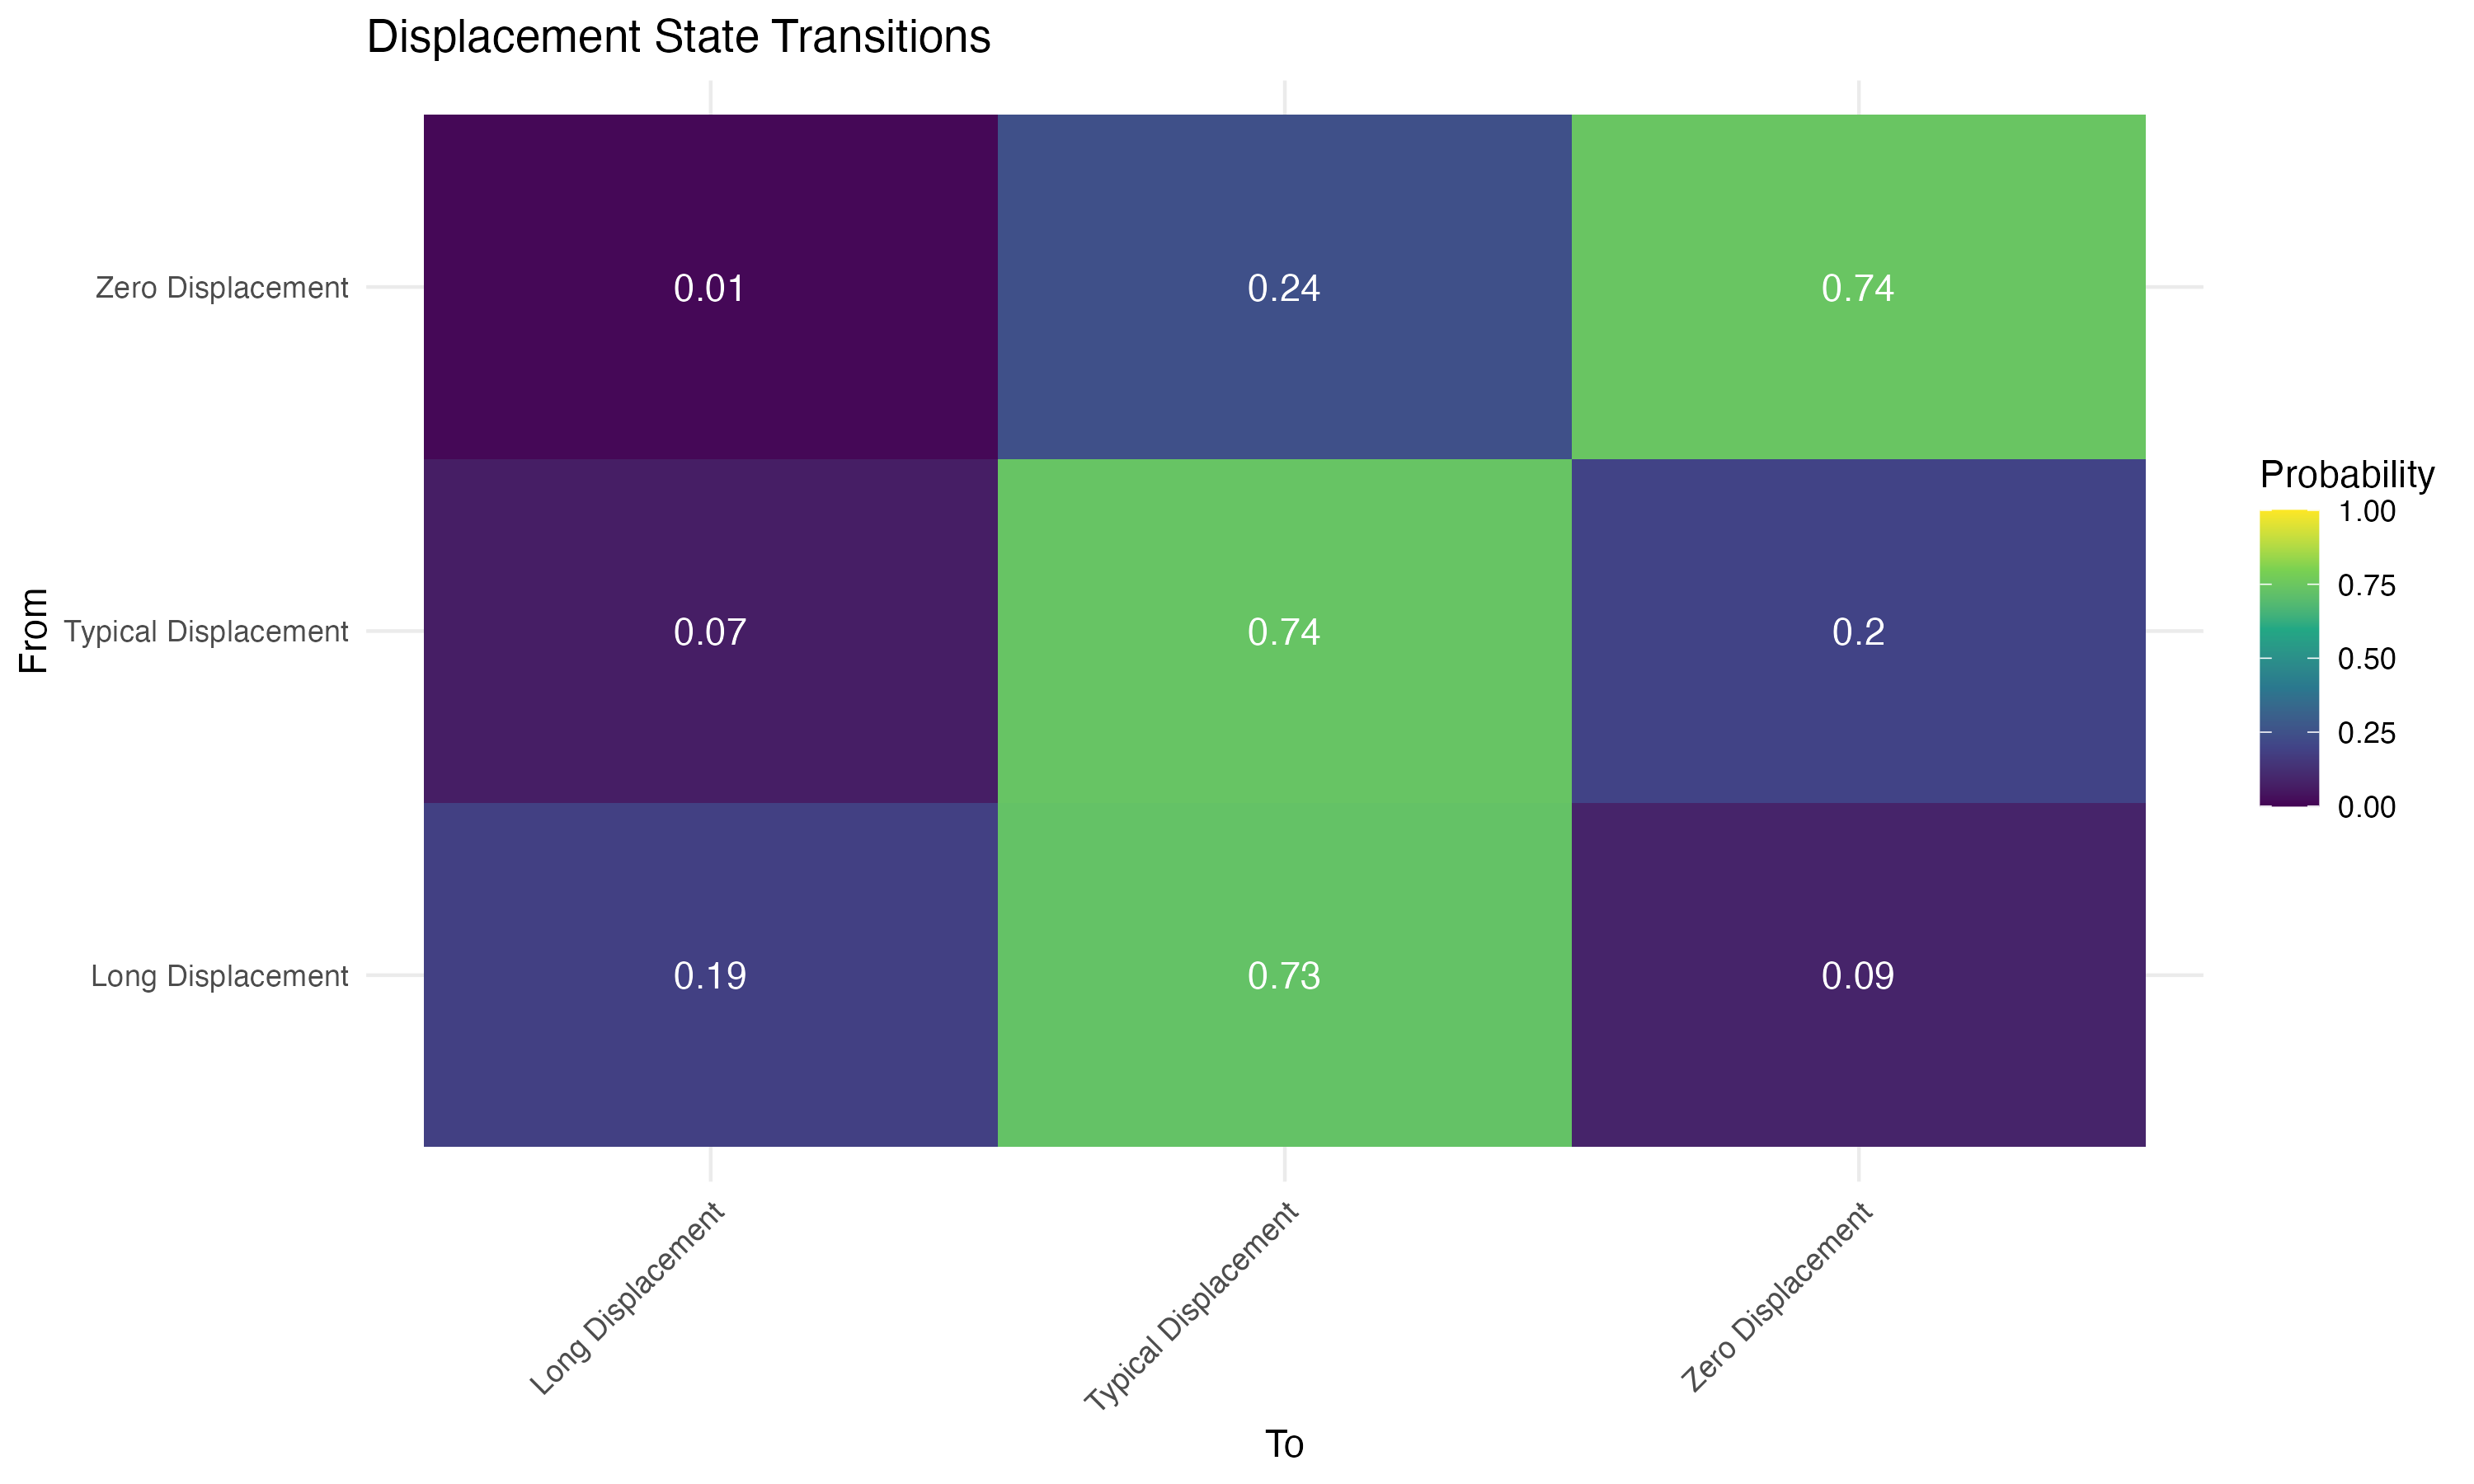 Displacement State Transitions
From
Zero Displacement
0.01 0.24 0.74
Typical Displacement
0.07 0.74 0.2
Long Displacement
0.19 0.73 0.09
Long Displacement
Typical Displacement
Zero Displacement
To
Probability
1.00
0.75
0.50
0.25
0.00